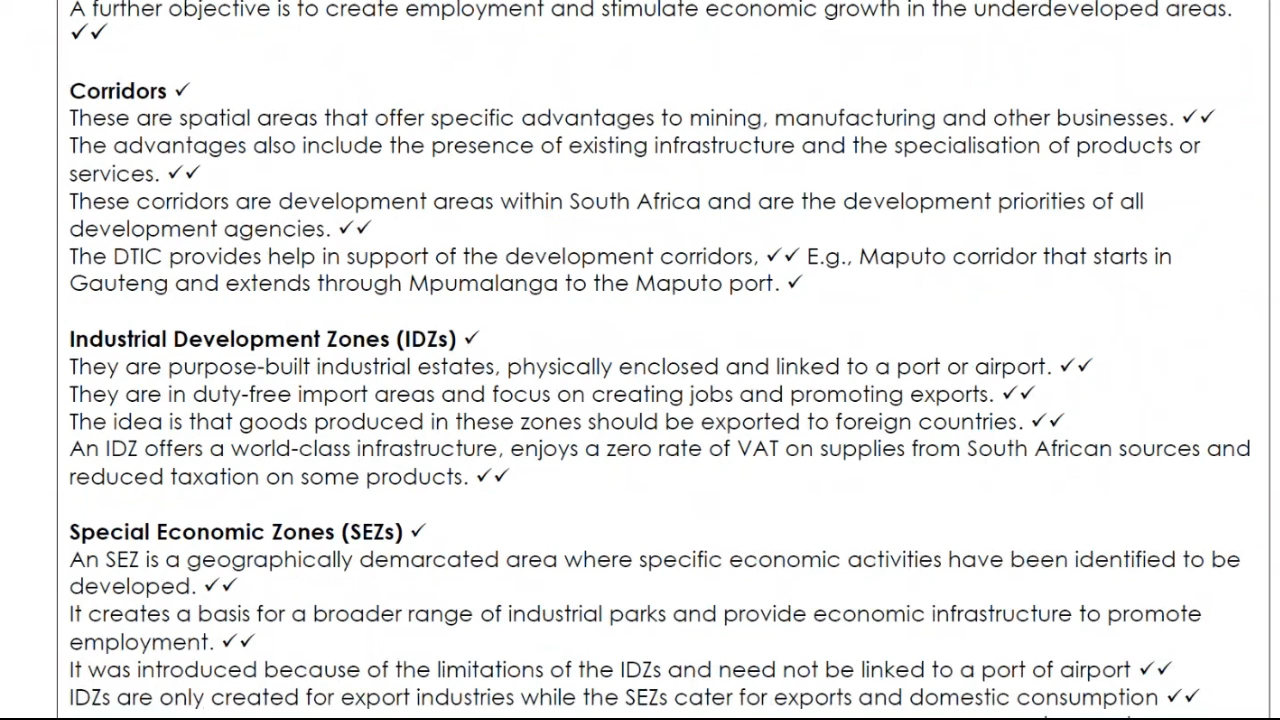 A further objective is to create employment and stimulate economic growth in the underdeveloped areas.
✓✓
Corridors ✓
These are spatial areas that offer specific advantages to mining, manufacturing and other businesses. ✓✓
The advantages also include the presence of existing infrastructure and the specialisation of products or
services. ✓✓
These corridors are development areas within South Africa and are the development priorities of all
development agencies. ✓✓
The DTIC provides help in support of the development corridors, ✓✓ E.g., Maputo corridor that starts in
Gauteng and extends through Mpumalanga to the Maputo port. ✓
Industrial Development Zones (IDZs) ✓
They are purpose-built industrial estates, physically enclosed and linked to a port or airport. ✓✓
They are in duty-free import areas and focus on creating jobs and promoting exports. ✓✓
The idea is that goods produced in these zones should be exported to foreign countries. ✓✓
An IDZ offers a world-class infrastructure, enjoys a zero rate of VAT on supplies from South African sources and
reduced taxation on some products. ✓✓
Special Economic Zones (SEZs) ✓
An SEZ is a geographically demarcated area where specific economic activities have been identified to be
developed. ✓✓
It creates a basis for a broader range of industrial parks and provide economic infrastructure to promote
employment. ✓✓
It was introduced because of the limitations of the IDZs and need not be linked to a port of airport ✓✓
IDZs are only created for export industries while the SEZs cater for exports and domestic consumption ✓✓